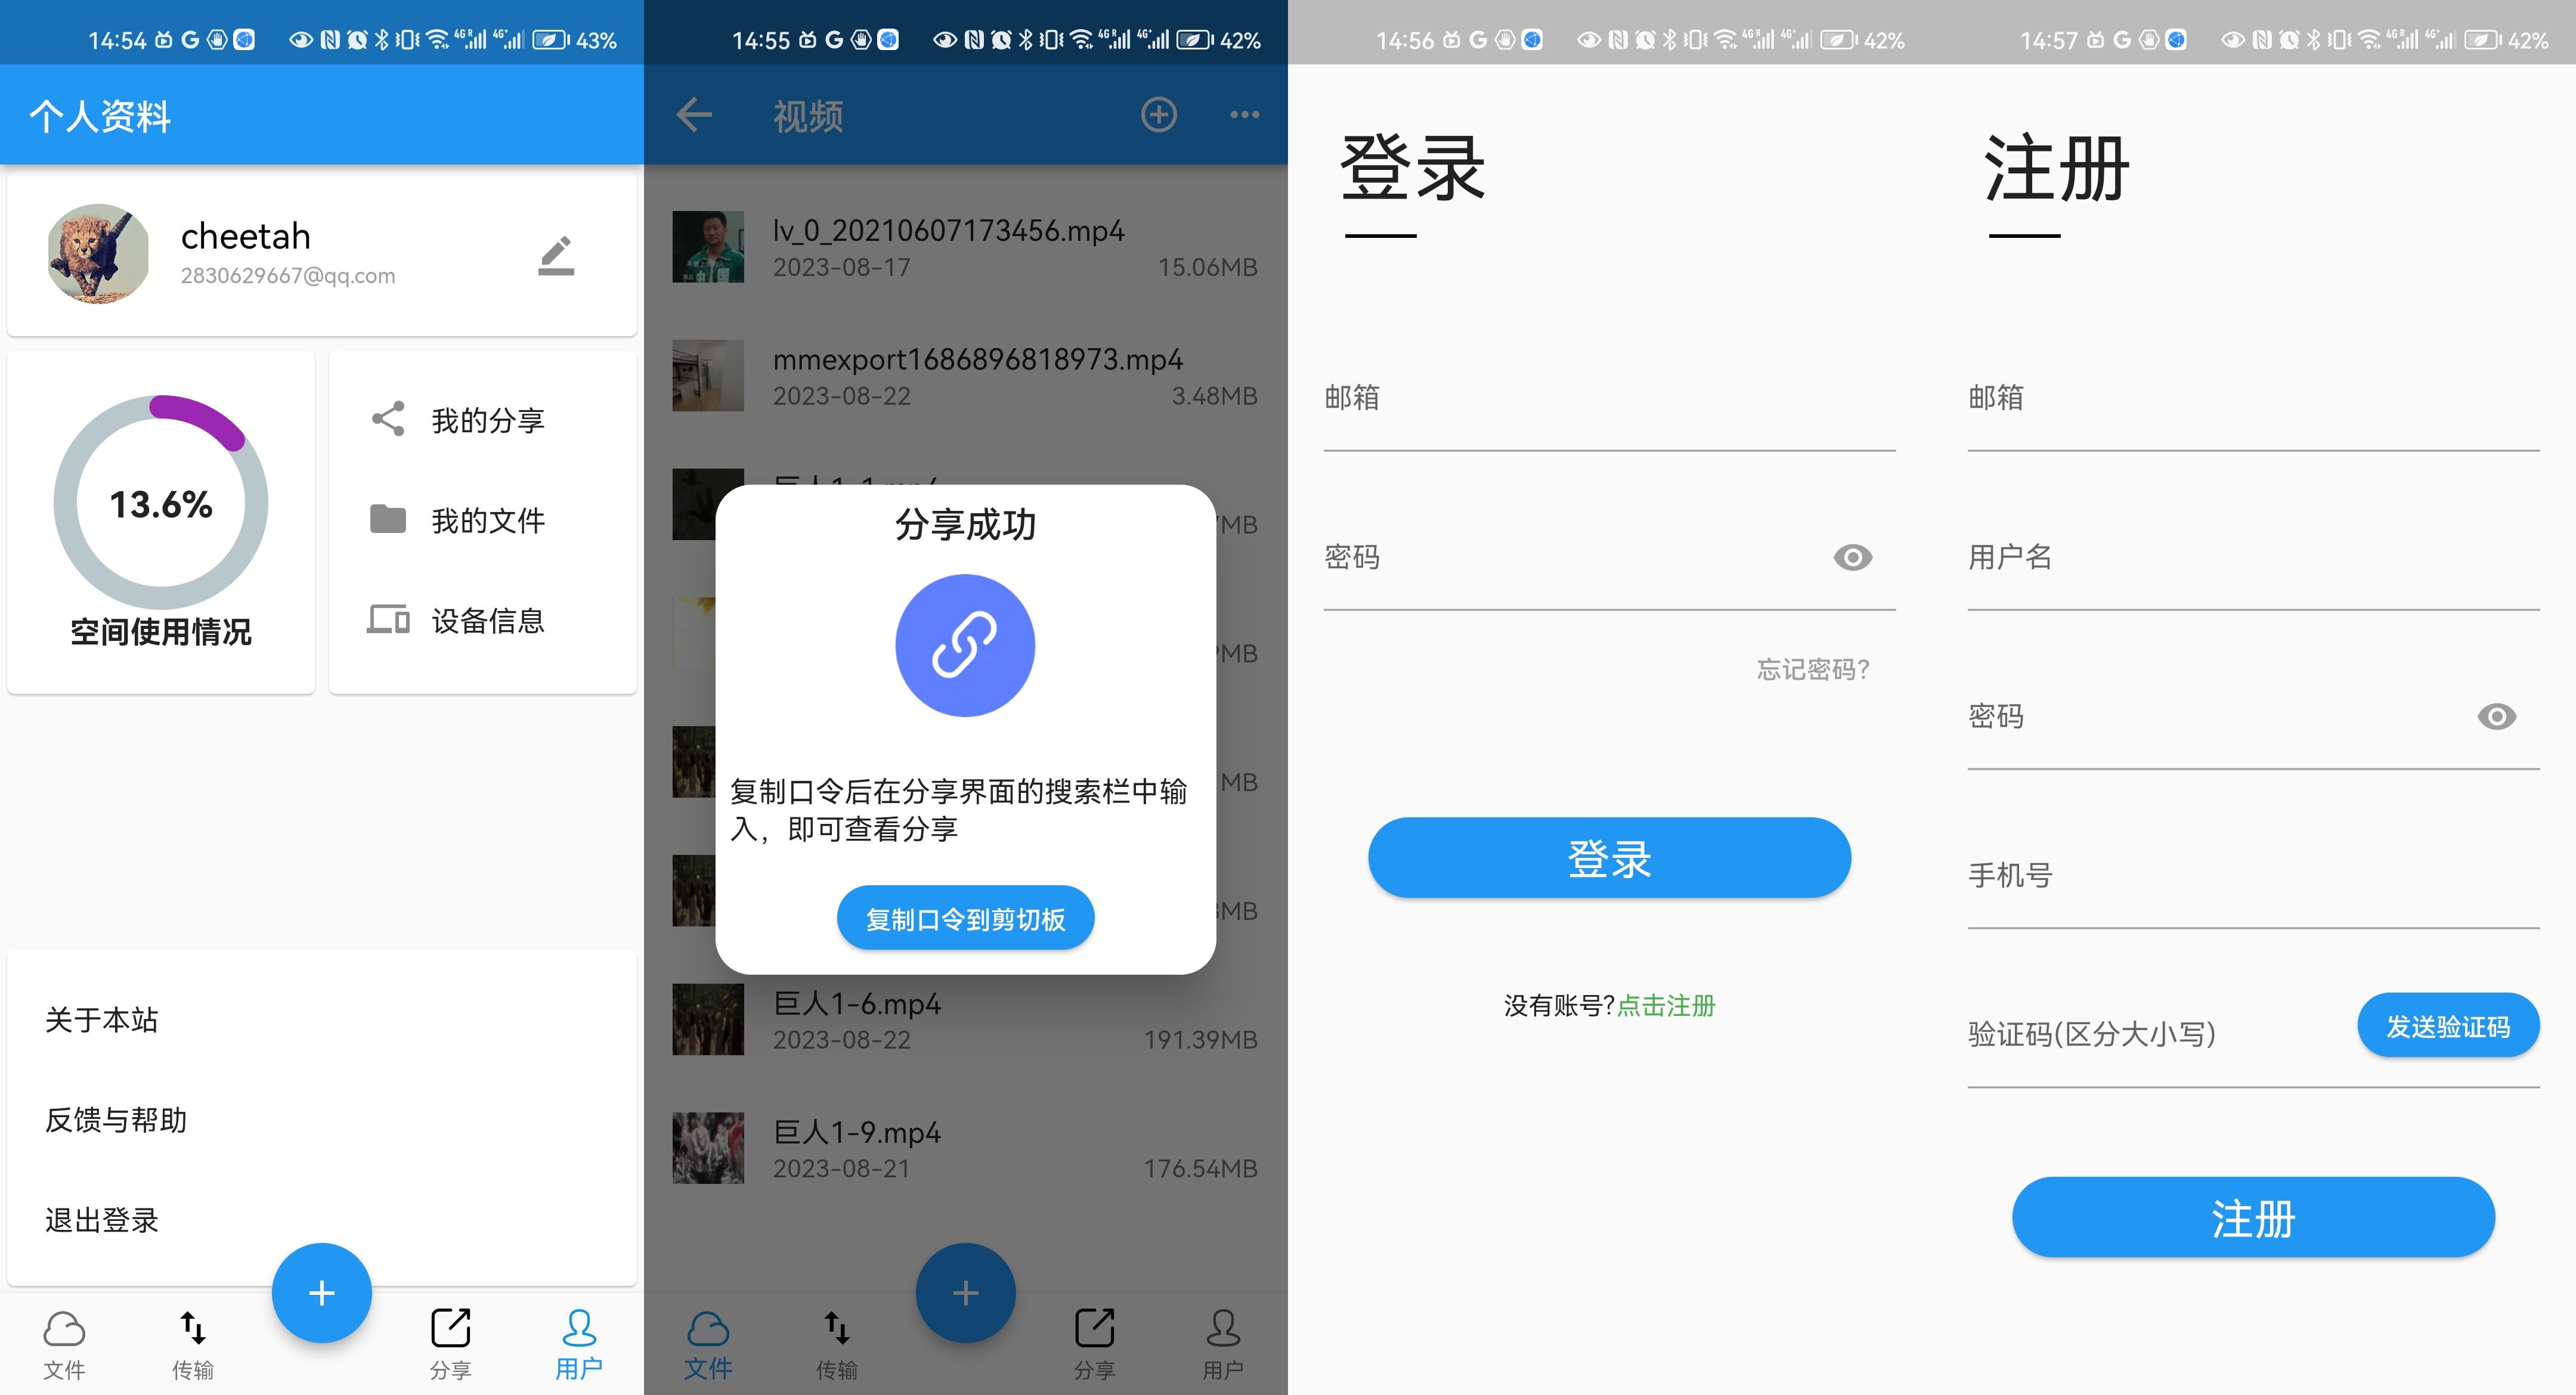 14:54
43%
个人资料
cheetah
2830629667@qq.com
13.6%
空间使用情况
我的分享
我的文件
设备信息
关于本站
反馈与帮助
退出登录
文件
传输
分享
用户
14:55
42%
视频
lv_0_20210607173456.mp4
2023-08-17 15.06MB
mmexport1686896818973.mp4
2023-08-22 3.48MB
MB
MB
MB
MB
分享成功
复制口令后在分享界面的搜索栏中输
入，即可查看分享
复制口令到剪切板
巨人1-6.mp4
2023-08-22 191.39MB
巨人1-9.mp4
2023-08-21 176.54MB
文件
传输
分享
用户
14:56
42%
登录
邮箱
密码
忘记密码?
登录
没有账号?点击注册
14:57
42%
注册
邮箱
用户名
密码
手机号
验证码(区分大小写)
发送验证码
注册